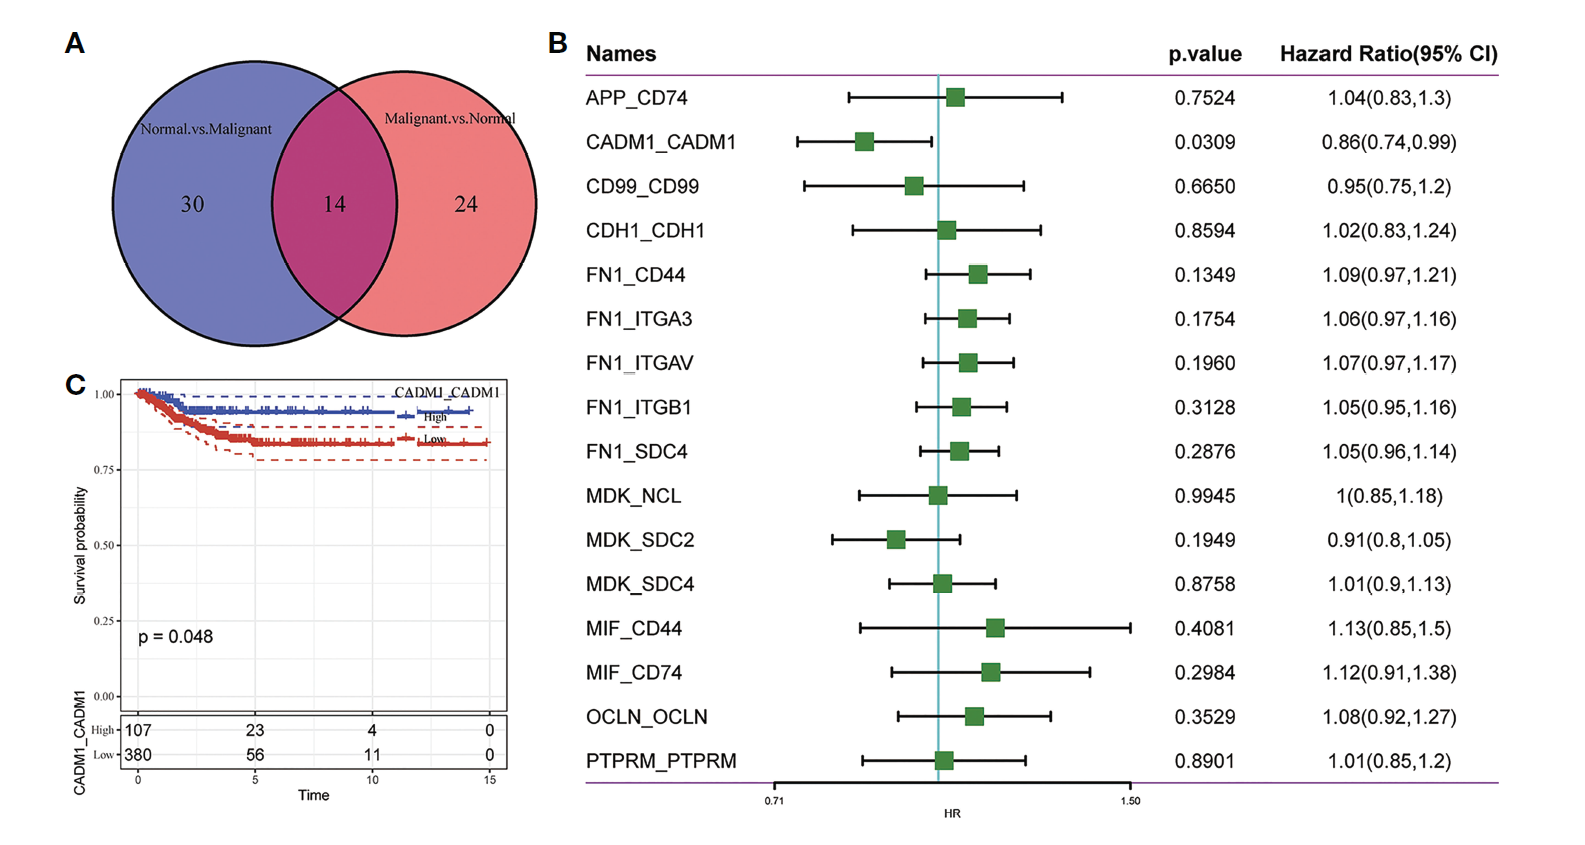 A
Normal.vs.Malignant
Malignant.vs.Normal
30
14
24
B
Names p.value Hazard Ratio(95% CI)
APP_CD74 0.7524 1.04(0.83,1.3)
CADM1_CADM1 0.0309 0.86(0.74,0.99)
CD99_CD99 0.6650 0.95(0.75,1.2)
CDH1_CDH1 0.8594 1.02(0.83,1.24)
FN1_CD44 0.1349 1.09(0.97,1.21)
FN1_ITGA3 0.1754 1.06(0.97,1.16)
FN1_ITGAV 0.1960 1.07(0.97,1.17)
FN1_ITGB1 0.3128 1.05(0.95,1.16)
FN1_SDC4 0.2876 1.05(0.96,1.14)
MDK_NCL 0.9945 1(0.85,1.18)
MDK_SDC2 0.1949 0.91(0.8,1.05)
MDK_SDC4 0.8758 1.01(0.9,1.13)
MIF_CD44 0.4081 1.13(0.85,1.5)
MIF_CD74 0.2984 1.12(0.91,1.38)
OCLN_OCLN 0.3529 1.08(0.92,1.27)
PTPRM_PTPRM 0.8901 1.01(0.85,1.2)
0.71 1.50
HR
C
CADM1_CADM1
High
Low
1.00
0.75
0.50
0.25
0.00
Survival probability
p = 0.048
CADM1_CADM1
High 107 23 4 0
Low 380 56 11 0
0 5 10 15
Time